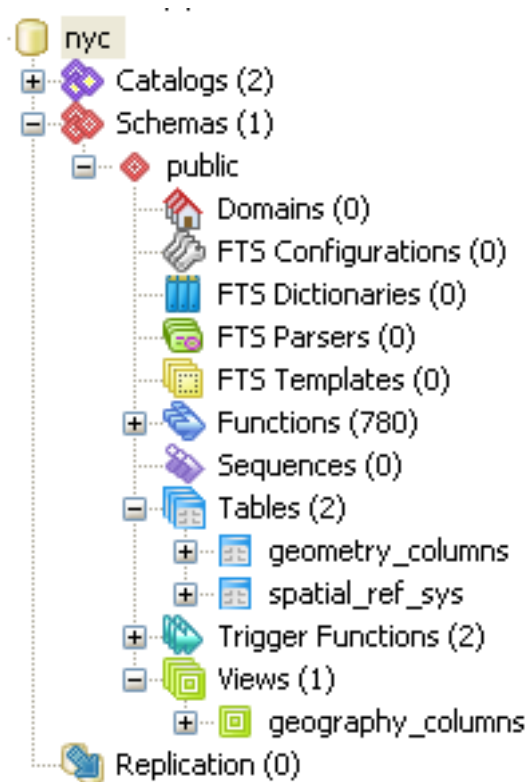 nyc
Catalogs (2)
Schemas (1)
public
Domains (0)
FTS Configurations (0)
FTS Dictionaries (0)
FTS Parsers (0)
FTS Templates (0)
Functions (780)
Sequences (0)
Tables (2)
geometry_columns
spatial_ref_sys
Trigger Functions (2)
Views (1)
geography_columns
Replication (0)